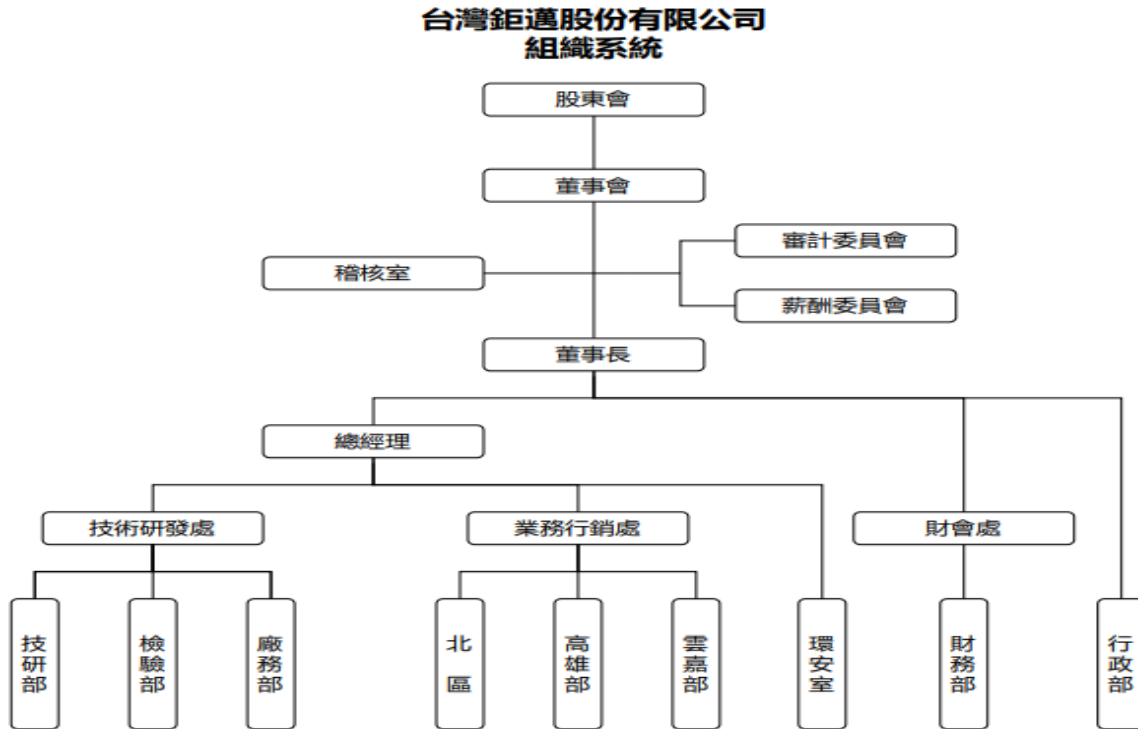 台灣鉅邁股份有限公司
組織系統
股東會
董事會
審計委員會
稽核室
薪酬委員會
董事長
總經理
技術研發處
業務行銷處
財會處
技研部
檢驗部
廠務部
北區
高雄部
雲嘉部
環安室
財務部
行政部